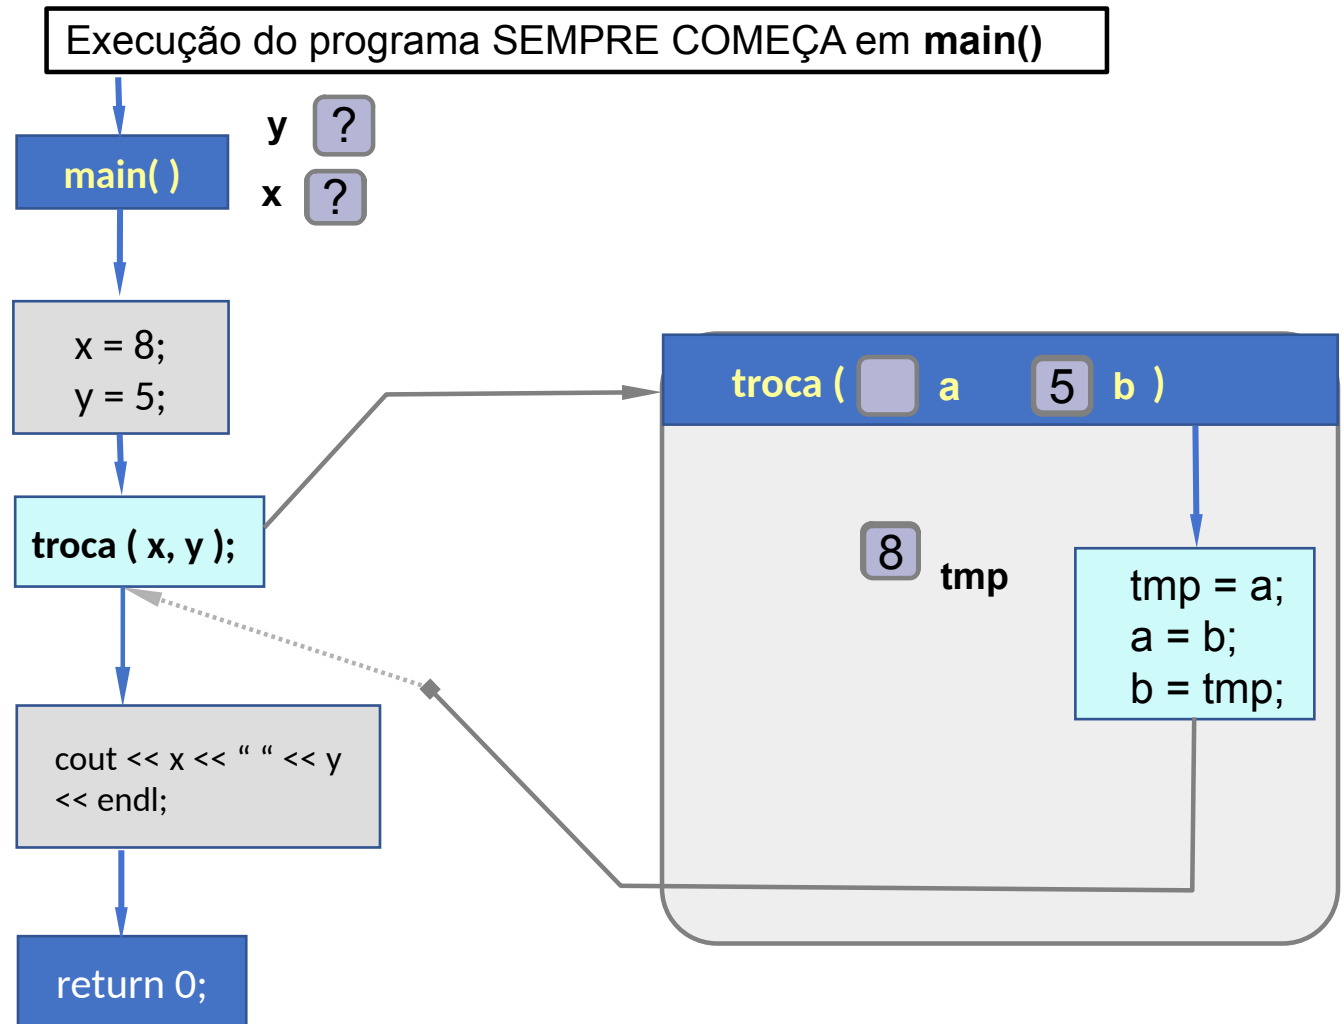 Execução do programa SEMPRE COMEÇA em main()
y ?
main( )
x ?
x = 8;
y = 5;
troca ( a 5 b )
troca ( x, y );
8 tmp
tmp = a;
a = b;
b = tmp;
cout << x << “ “ << y
<< endl;
return 0;